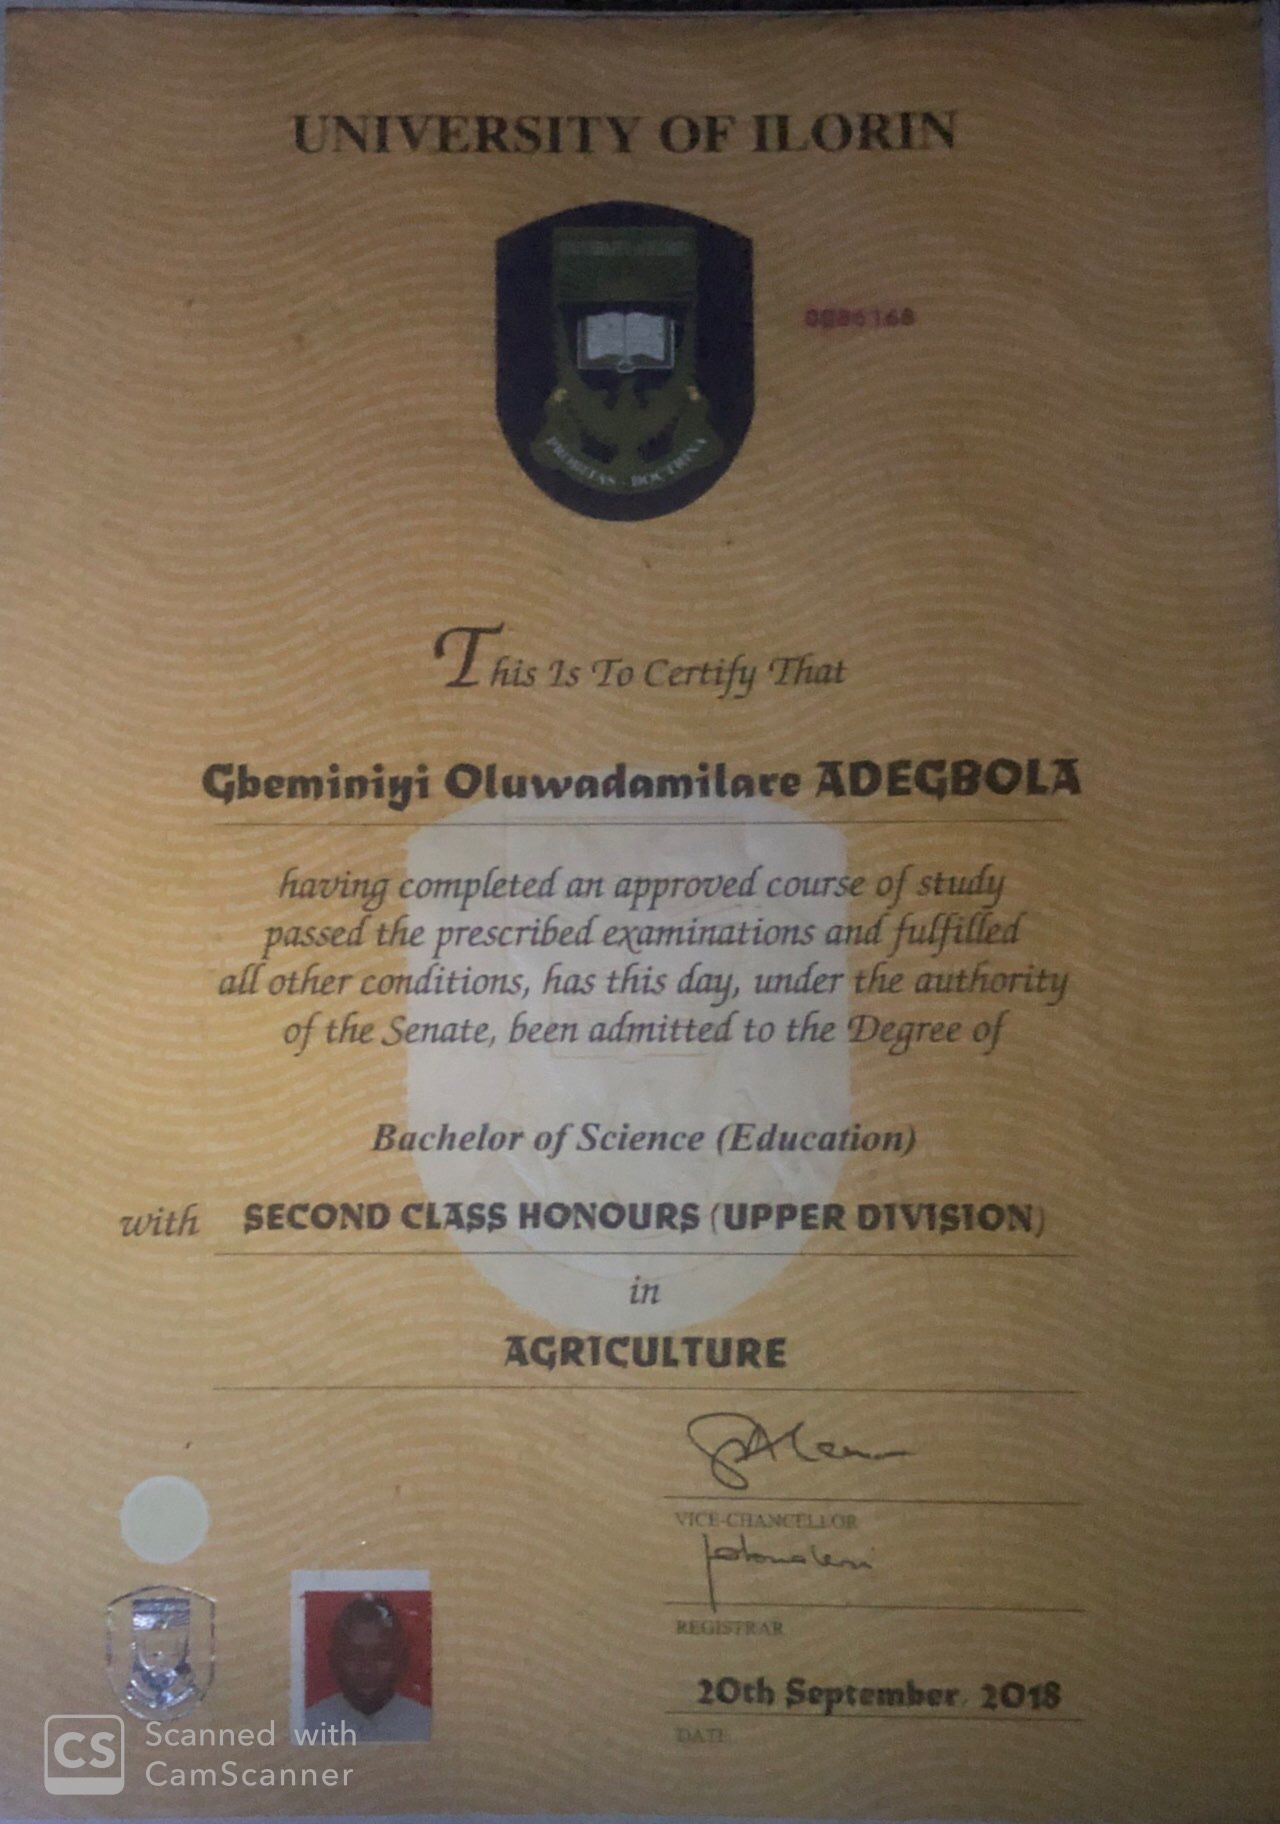 UNIVERSITY OF ILORIN
PROBITAS - DOCTRINA
This Is To Certify That
Gbeminiyi Oluwadamilare ADEGBOLA
having completed an approved course of study
passed the prescribed examinations and fulfilled
all other conditions, has this day, under the authority
of the Senate, been admitted to the Degree of
Bachelor of Science (Education)
with SECOND CLASS HONOURS (UPPER DIVISION)
in
AGRICULTURE
VICE-CHANCELLOR
REGISTRAR
20th September, 2018
DATE
CS Scanned with
CamScanner